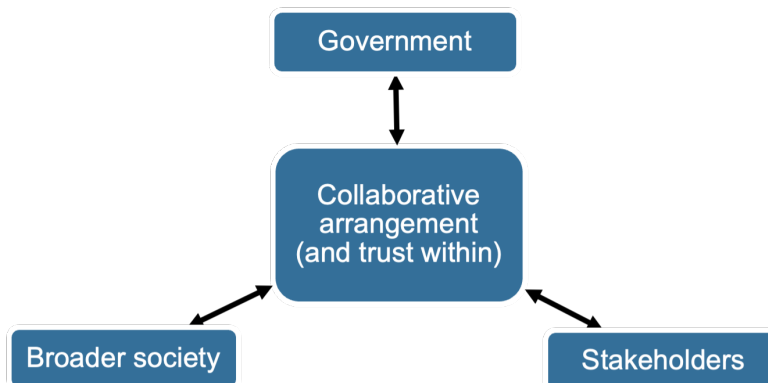 Government
Collaborative
arrangement
(and trust within)
Broader society
Stakeholders